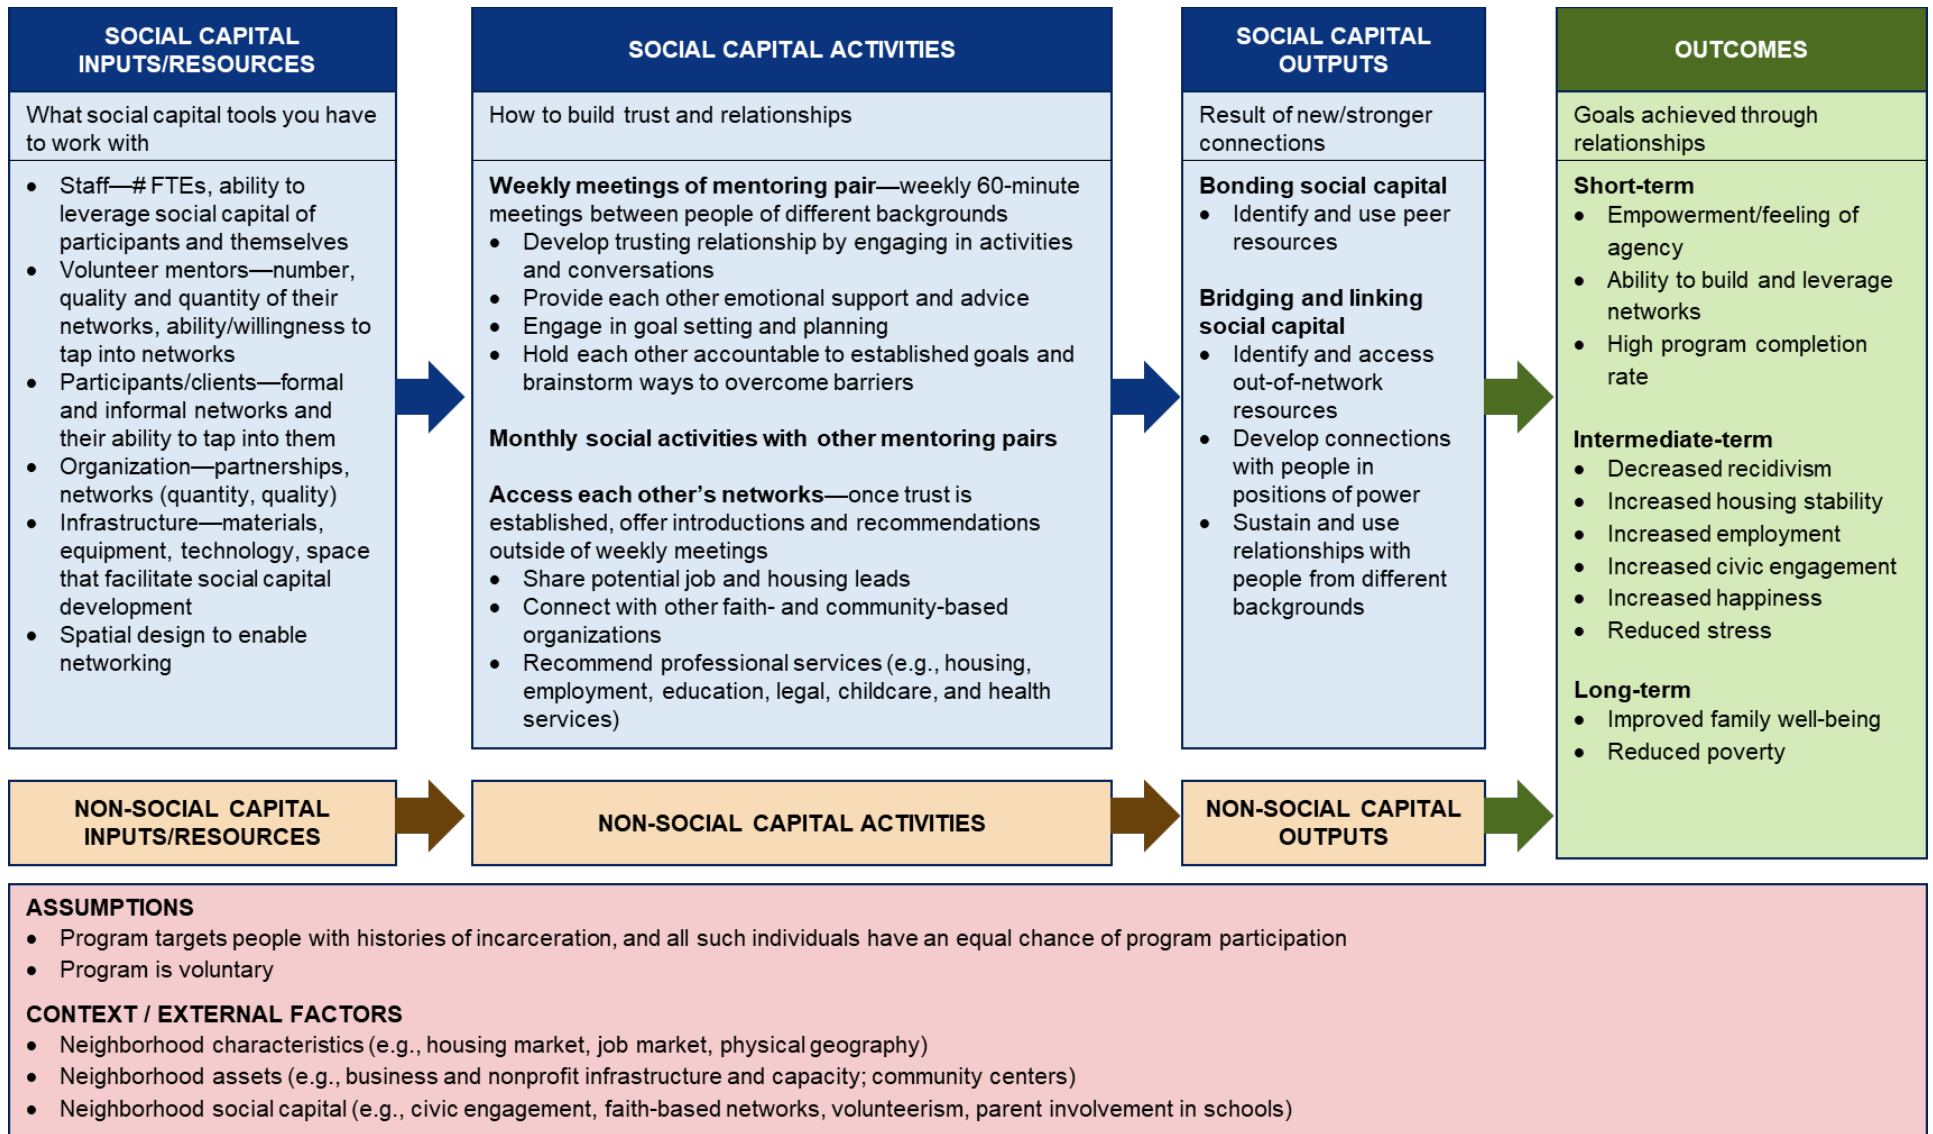 SOCIAL CAPITAL
INPUTS/RESOURCES
What social capital tools you have
to work with
• Staff—# FTEs, ability to
leverage social capital of
participants and themselves
• Volunteer mentors—number,
quality and quantity of their
networks, ability/willingness to
tap into networks
• Participants/clients—formal
and informal networks and
their ability to tap into them
• Organization—partnerships,
networks (quantity, quality)
• Infrastructure—materials,
equipment, technology, space
that facilitate social capital
development
• Spatial design to enable
networking
SOCIAL CAPITAL ACTIVITIES
How to build trust and relationships
Weekly meetings of mentoring pair—weekly 60-minute
meetings between people of different backgrounds
• Develop trusting relationship by engaging in activities
and conversations
• Provide each other emotional support and advice
• Engage in goal setting and planning
• Hold each other accountable to established goals and
brainstorm ways to overcome barriers
Monthly social activities with other mentoring pairs
Access each other’s networks—once trust is
established, offer introductions and recommendations
outside of weekly meetings
• Share potential job and housing leads
• Connect with other faith- and community-based
organizations
• Recommend professional services (e.g., housing,
employment, education, legal, childcare, and health
services)
SOCIAL CAPITAL
OUTPUTS
Result of new/stronger
connections
Bonding social capital
• Identify and use peer
resources
Bridging and linking
social capital
• Identify and access
out-of-network
resources
• Develop connections
with people in
positions of power
• Sustain and use
relationships with
people from different
backgrounds
OUTCOMES
Goals achieved through
relationships
Short-term
• Empowerment/feeling of
agency
• Ability to build and leverage
networks
• High program completion
rate
Intermediate-term
• Decreased recidivism
• Increased housing stability
• Increased employment
• Increased civic engagement
• Increased happiness
• Reduced stress
Long-term
• Improved family well-being
• Reduced poverty
NON-SOCIAL CAPITAL
INPUTS/RESOURCES
NON-SOCIAL CAPITAL ACTIVITIES
NON-SOCIAL CAPITAL
OUTPUTS
ASSUMPTIONS
• Program targets people with histories of incarceration, and all such individuals have an equal chance of program participation
• Program is voluntary
CONTEXT / EXTERNAL FACTORS
• Neighborhood characteristics (e.g., housing market, job market, physical geography)
• Neighborhood assets (e.g., business and nonprofit infrastructure and capacity; community centers)
• Neighborhood social capital (e.g., civic engagement, faith-based networks, volunteerism, parent involvement in schools)